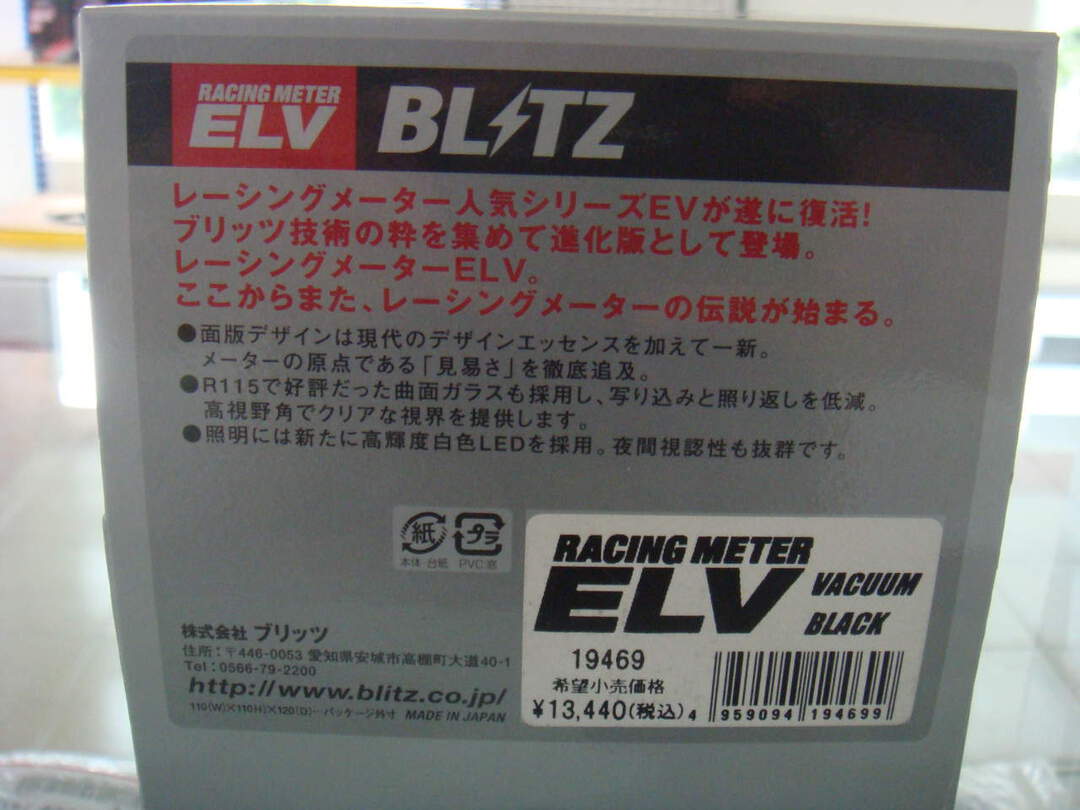 RACING METER
ELV BLITZ
レーシングメーター人気シリーズEVが遂に復活!
ブリッツ技術の粋を集めて進化版として登場。
レーシングメーターELV。
ここからまた、レーシングメーターの伝説が始まる。
●面版デザインは現代のデザインエッセンスを加えて一新。
メーターの原点である「見易さ」を徹底追及。
●R115で好評だった曲面ガラスも採用し、写り込みと照り返しを低減。
高視野角でクリアな視界を提供します。
●照明には新たに高輝度白色LEDを採用。夜間視認性も抜群です。
紙 プラ
本体・台紙 PVC:窓
株式会社 ブリッツ
住所:〒446-0053 愛知県安城市高棚町大道40-1
Tel:0566-79-2200
http://www.blitz.co.jp/
110(W)×110(H)×120(D)…パッケージ外寸 MADE IN JAPAN
RACING METER
ELV VACUUM
BLACK
19469
希望小売価格
¥13,440(税込)
4 959094 194699